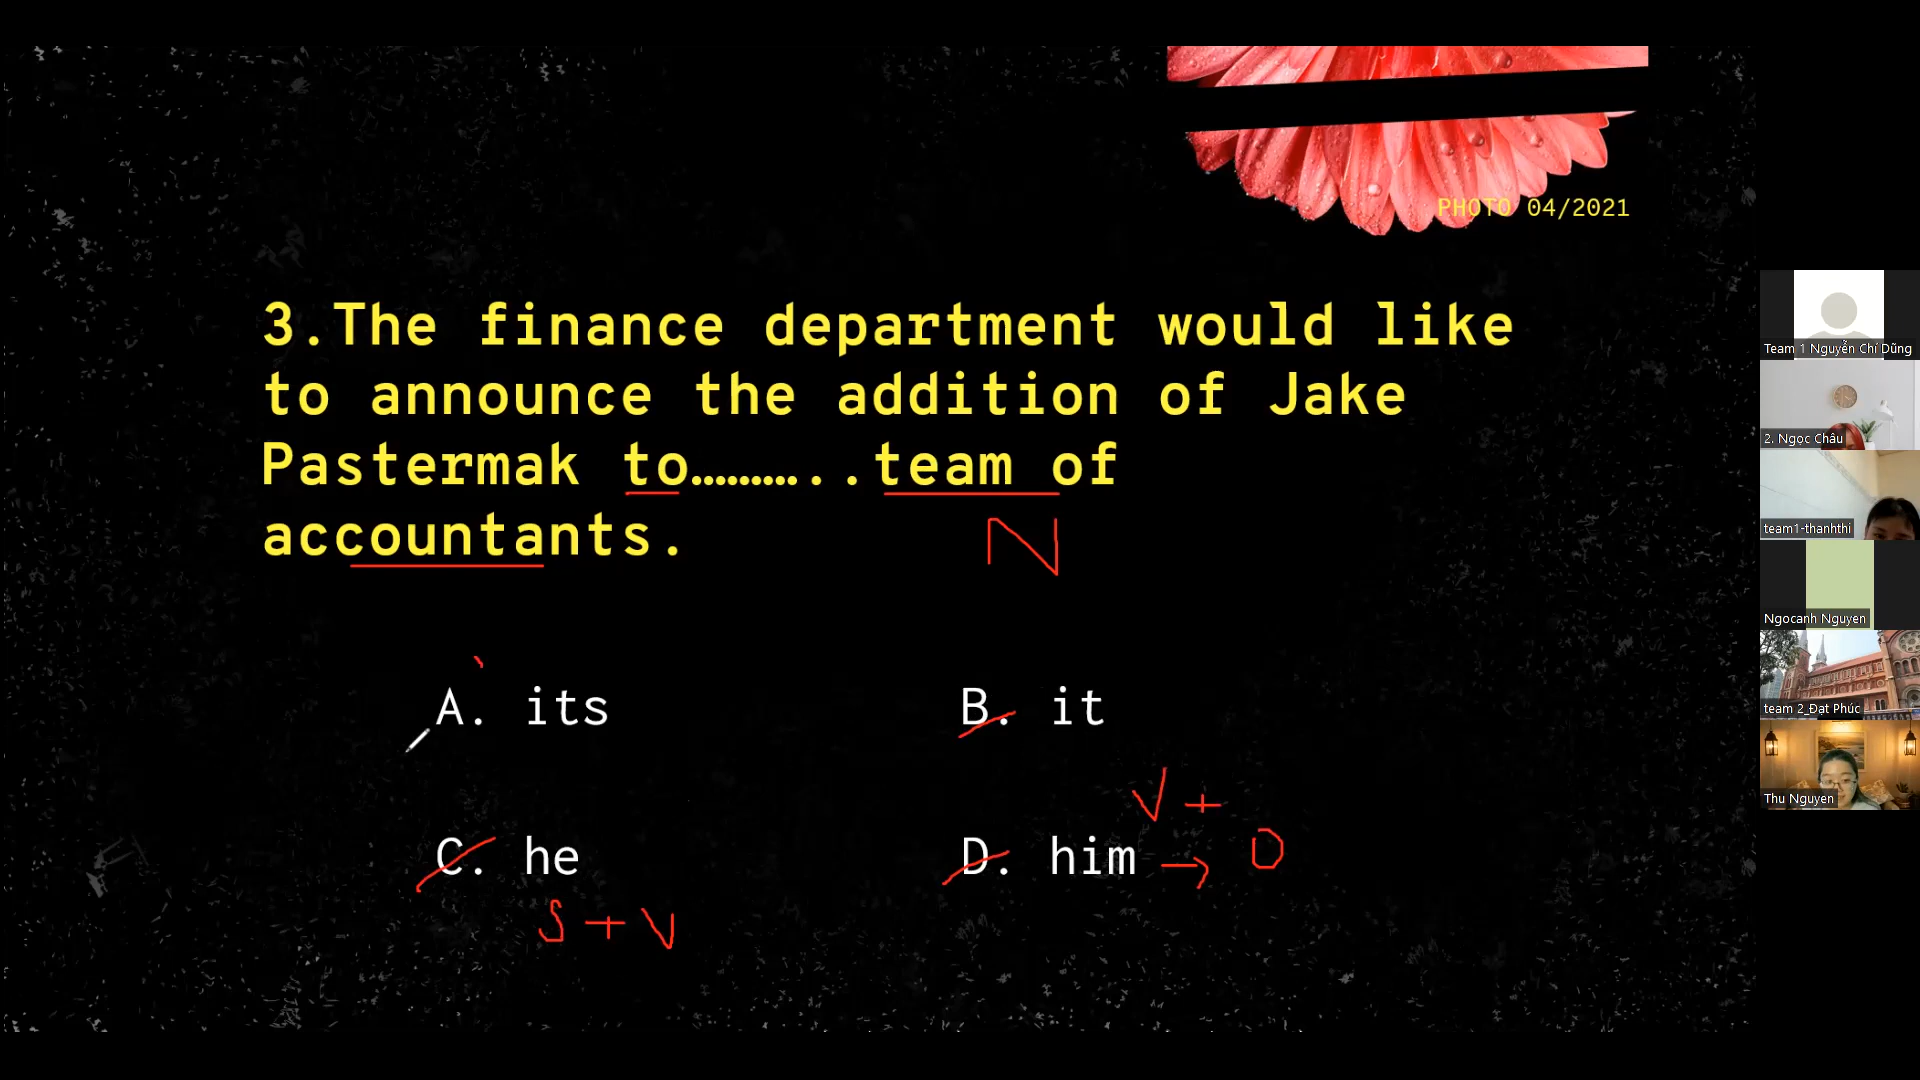 PHOTO 04/2021
3.The finance department would like
to announce the addition of Jake
Pastermak to………..team of
accountants.
N
A. its
B. it
V +
C. he
D. him → O
S + V
Team 1 Nguyễn Chí Dũng
2. Ngọc Châu
team1-thanhthi
Ngocanh Nguyen
team 2_Đạt Phúc
Thu Nguyen